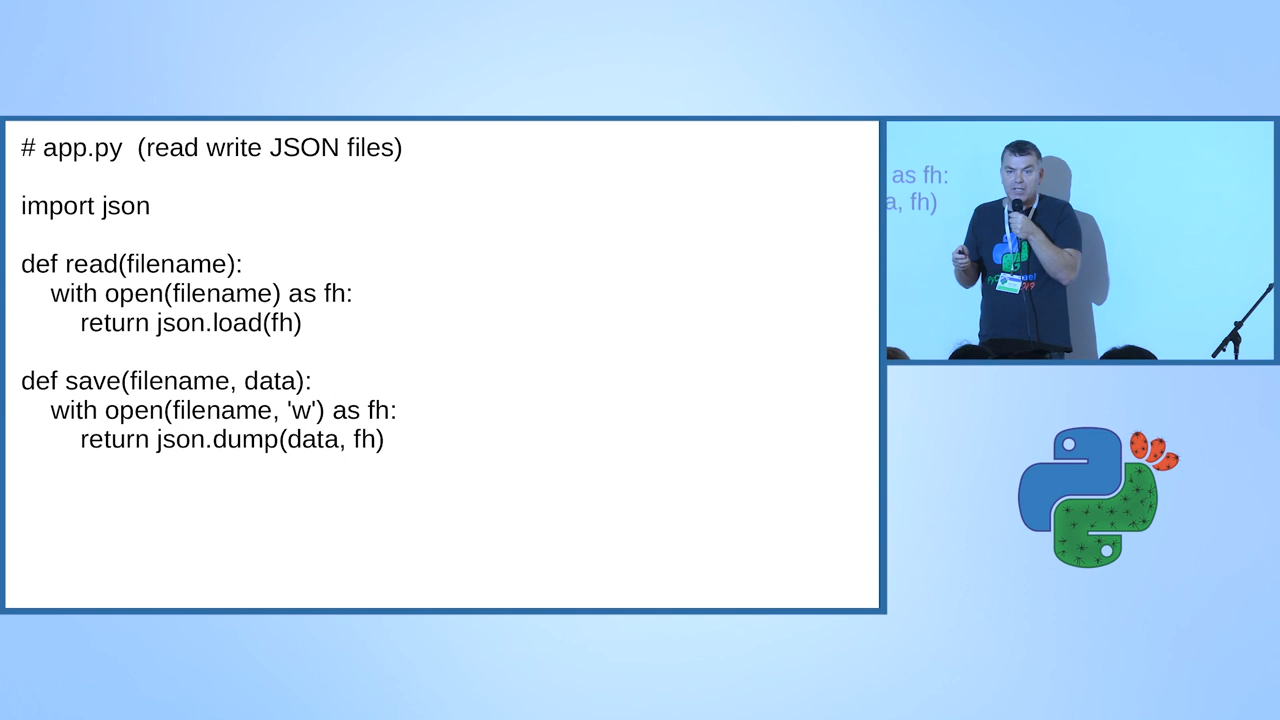 # app.py  (read write JSON files)
import json
def read(filename):
    with open(filename) as fh:
        return json.load(fh)
def save(filename, data):
    with open(filename, 'w') as fh:
        return json.dump(data, fh)
as fh:
a, fh)